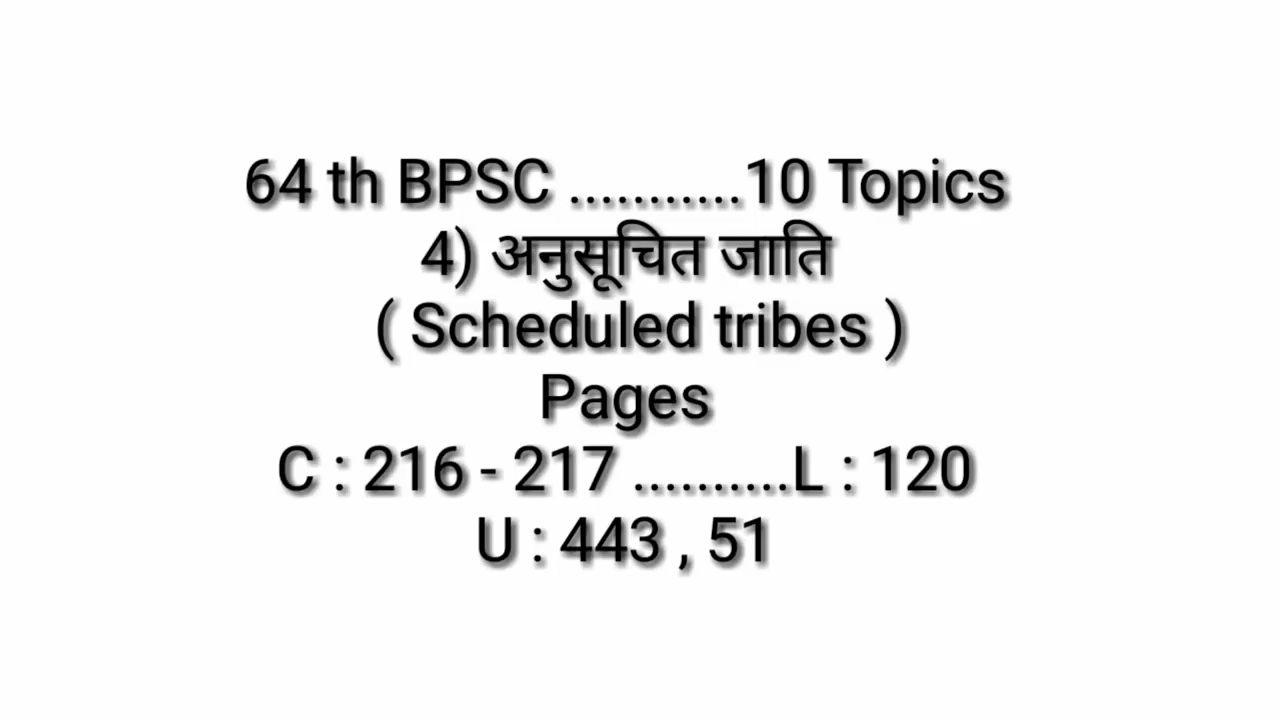 64 th BPSC ...........10 Topics
4) अनुसूचित जाति
( Scheduled tribes )
Pages
C : 216 - 217 ..........L : 120
U : 443 , 51